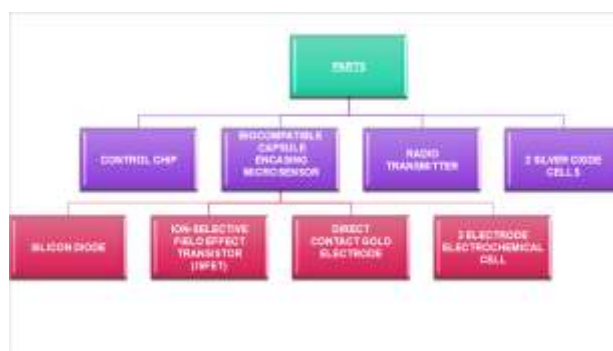 PARTS
CONTROL CHIP
BIOCOMPATIBLE
CAPSULE
ENCASING
MICROSENSOR
RADIO
TRANSMITTER
2 SILVER OXIDE
CELLS
SILICON DIODE
ION-SELECTIVE
FIELD EFFECT
TRANSISTOR
(ISFET)
DIRECT
CONTACT GOLD
ELECTRODE
3 ELECTRODE
ELECTROCHEMICAL
CELL